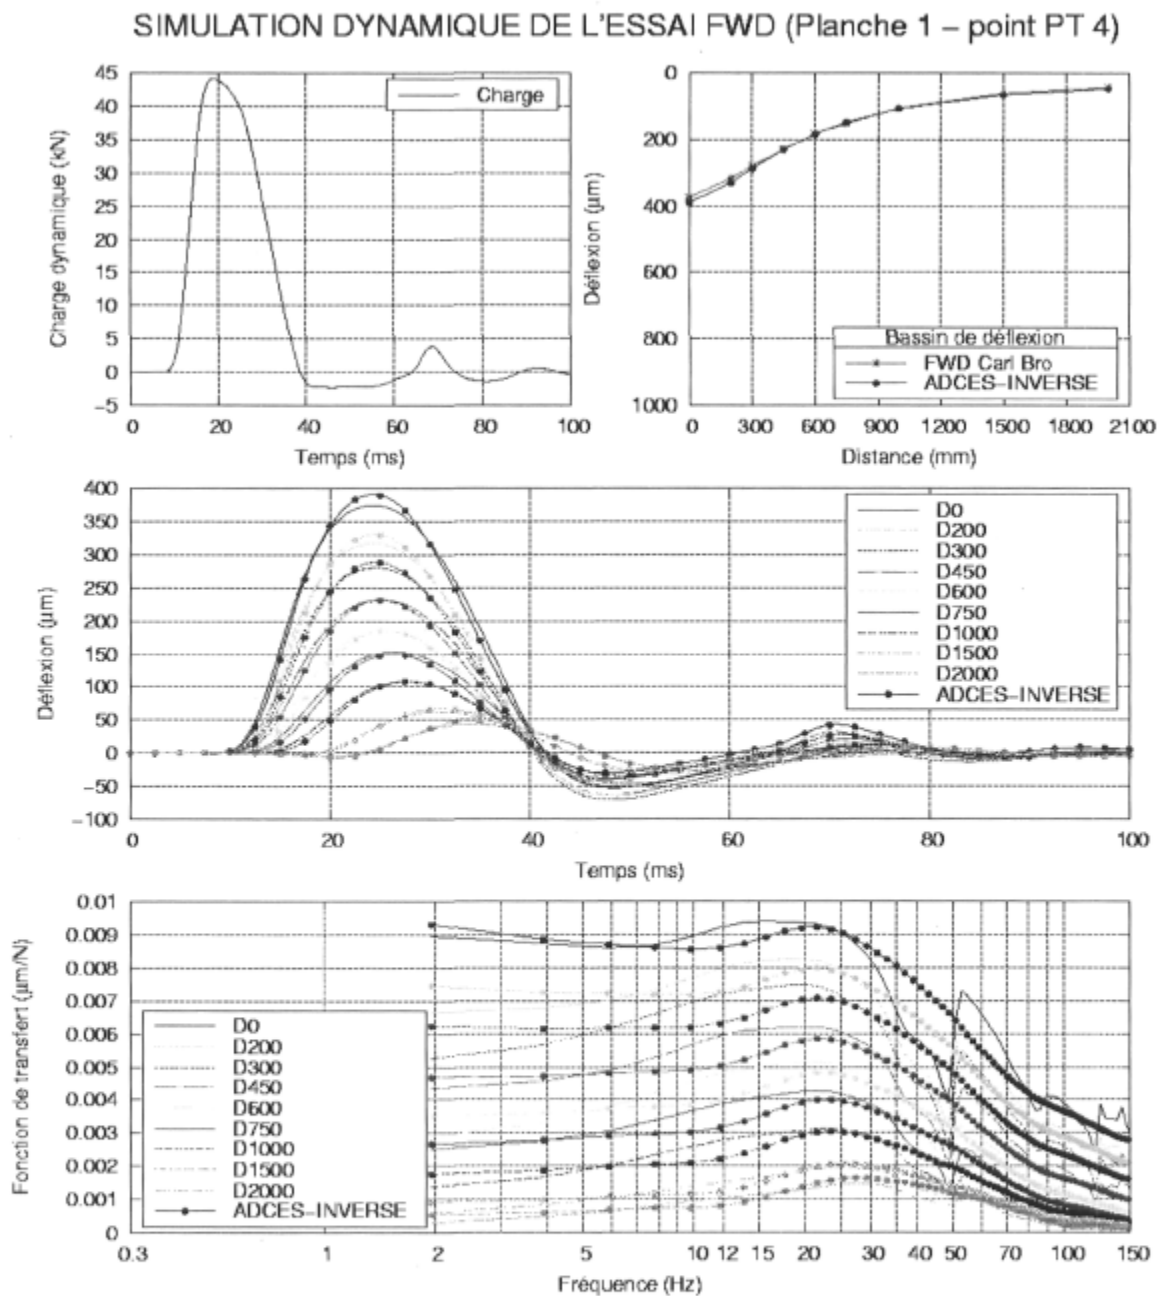 SIMULATION DYNAMIQUE DE L'ESSAI FWD (Planche 1 – point PT 4)
45
40
35
30
25
20
15
10
5
0
−5
Charge dynamique (kN)
Charge
0 20 40 60 80 100
Temps (ms)
0
200
400
600
800
1000
Déflexion (µm)
Bassin de déflexion
FWD Carl Bro
ADCES−INVERSE
0 300 600 900 1200 1500 1800 2100
Distance (mm)
400
350
300
250
200
150
100
50
0
−50
−100
Déflexion (µm)
D0
D200
D300
D450
D600
D750
D1000
D1500
D2000
ADCES−INVERSE
0 20 40 60 80 100
Temps (ms)
0.01
0.009
0.008
0.007
0.006
0.005
0.004
0.003
0.002
0.001
0
Fonction de transfert (µm/N)
D0
D200
D300
D450
D600
D750
D1000
D1500
D2000
ADCES−INVERSE
0.3 1 2 5 10 12 15 20 30 40 50 70 100 150
Fréquence (Hz)